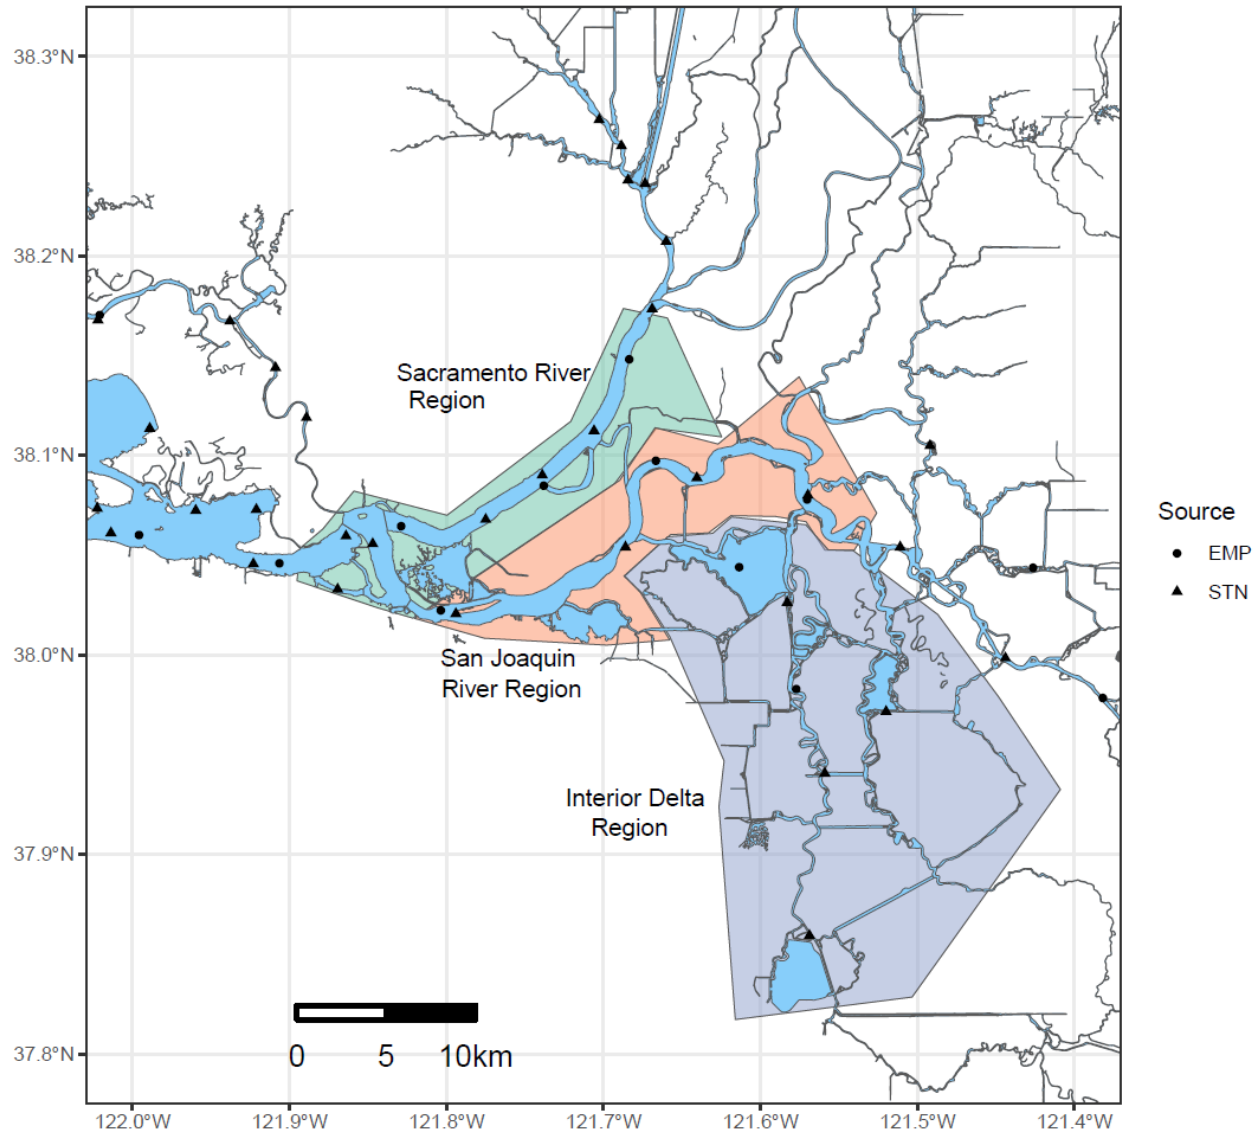 38.3°N
38.2°N
38.1°N
38.0°N
37.9°N
37.8°N
Sacramento River
Region
San Joaquin
River Region
Interior Delta
Region
0 5 10km
122.0°W 121.9°W 121.8°W 121.7°W 121.6°W 121.5°W 121.4°W
Source
EMP
STN